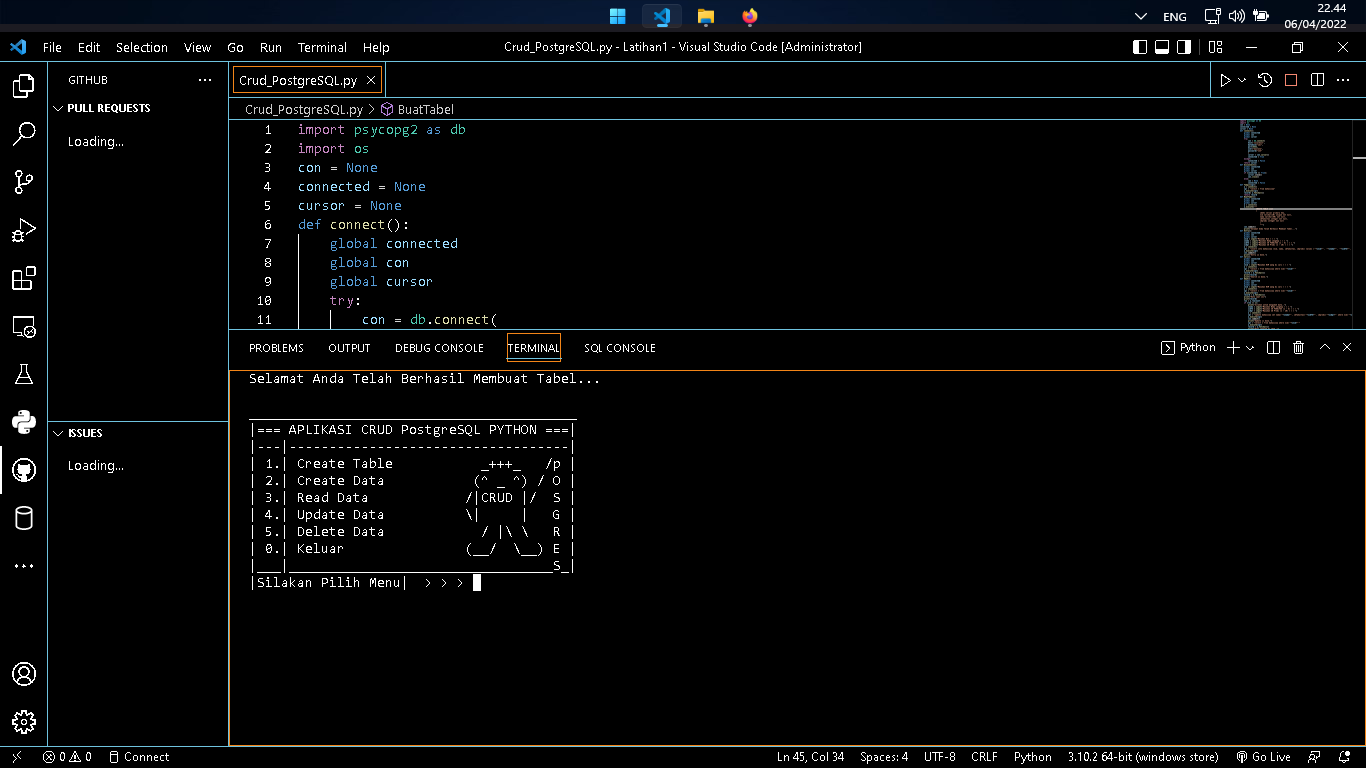 22.44
ENG
06/04/2022
File Edit Selection View Go Run Terminal Help
Crud_PostgreSQL.py - Latihan1 - Visual Studio Code [Administrator]
GITHUB
PULL REQUESTS
Loading...
ISSUES
Loading...
Crud_PostgreSQL.py
Crud_PostgreSQL.py > BuatTabel
1 import psycopg2 as db
2 import os
3 con = None
4 connected = None
5 cursor = None
6 def connect():
7 global connected
8 global con
9 global cursor
10 try:
11 con = db.connect(
PROBLEMS OUTPUT DEBUG CONSOLE TERMINAL SQL CONSOLE
Python
Selamat Anda Telah Berhasil Membuat Tabel...
|=== APLIKASI CRUD PostgreSQL PYTHON ===|
|---|-----------------------------------|
| 1.| Create Table           _+++_   /p |
| 2.| Create Data           (^ _ ^) / O |
| 3.| Read Data            /|CRUD |/  S |
| 4.| Update Data          \|     |   G |
| 5.| Delete Data            / |\ \   R |
| 0.| Keluar               (__/  \__) E |
|___|_________________________________S_|
|Silakan Pilih Menu|  > > >
0 0 Connect
Ln 45, Col 34 Spaces: 4 UTF-8 CRLF Python 3.10.2 64-bit (windows store) Go Live